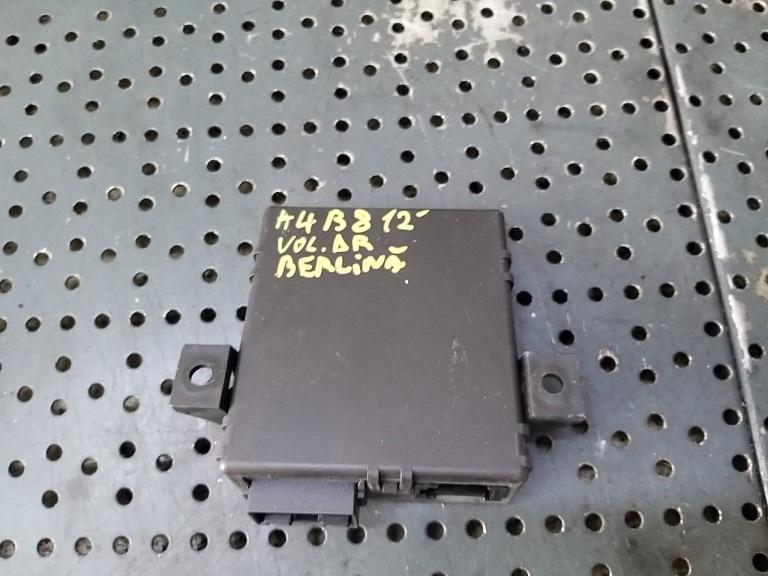 A4 B8 12-
VOL. DR
BERLINĂ